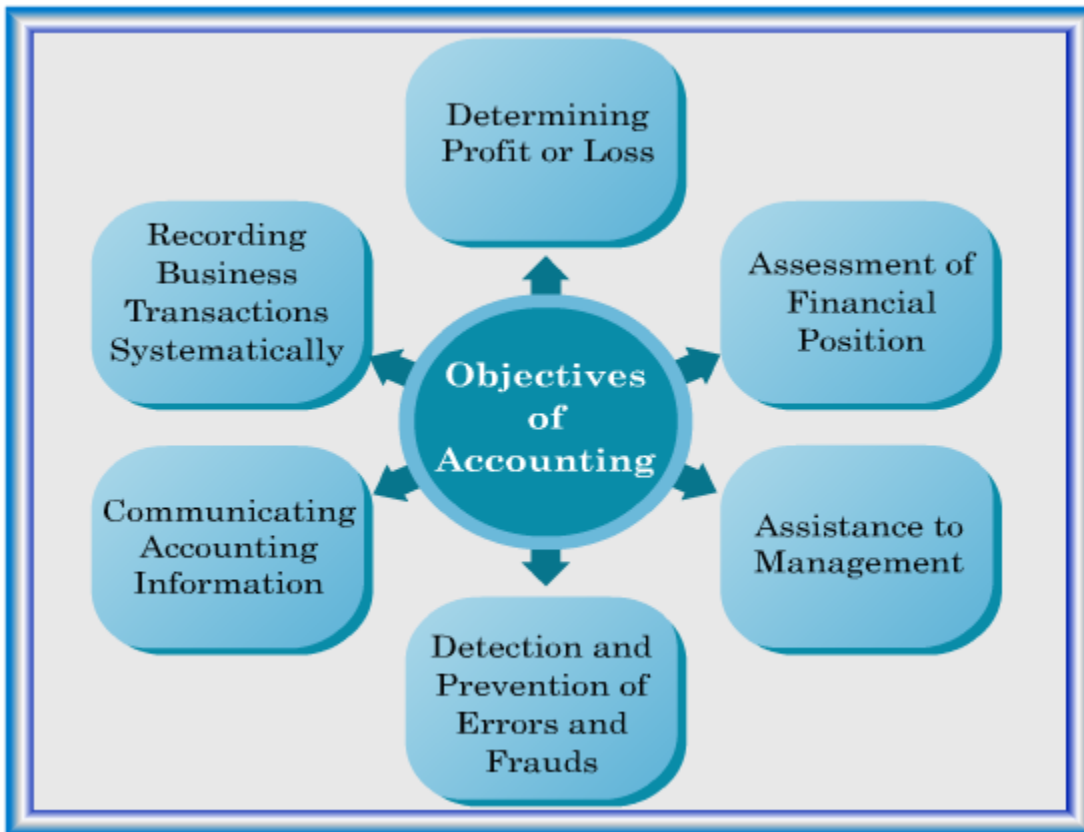 Determining
Profit or Loss
Recording
Business
Transactions
Systematically
Assessment of
Financial
Position
Objectives
of
Accounting
Communicating
Accounting
Information
Assistance to
Management
Detection and
Prevention of
Errors and
Frauds